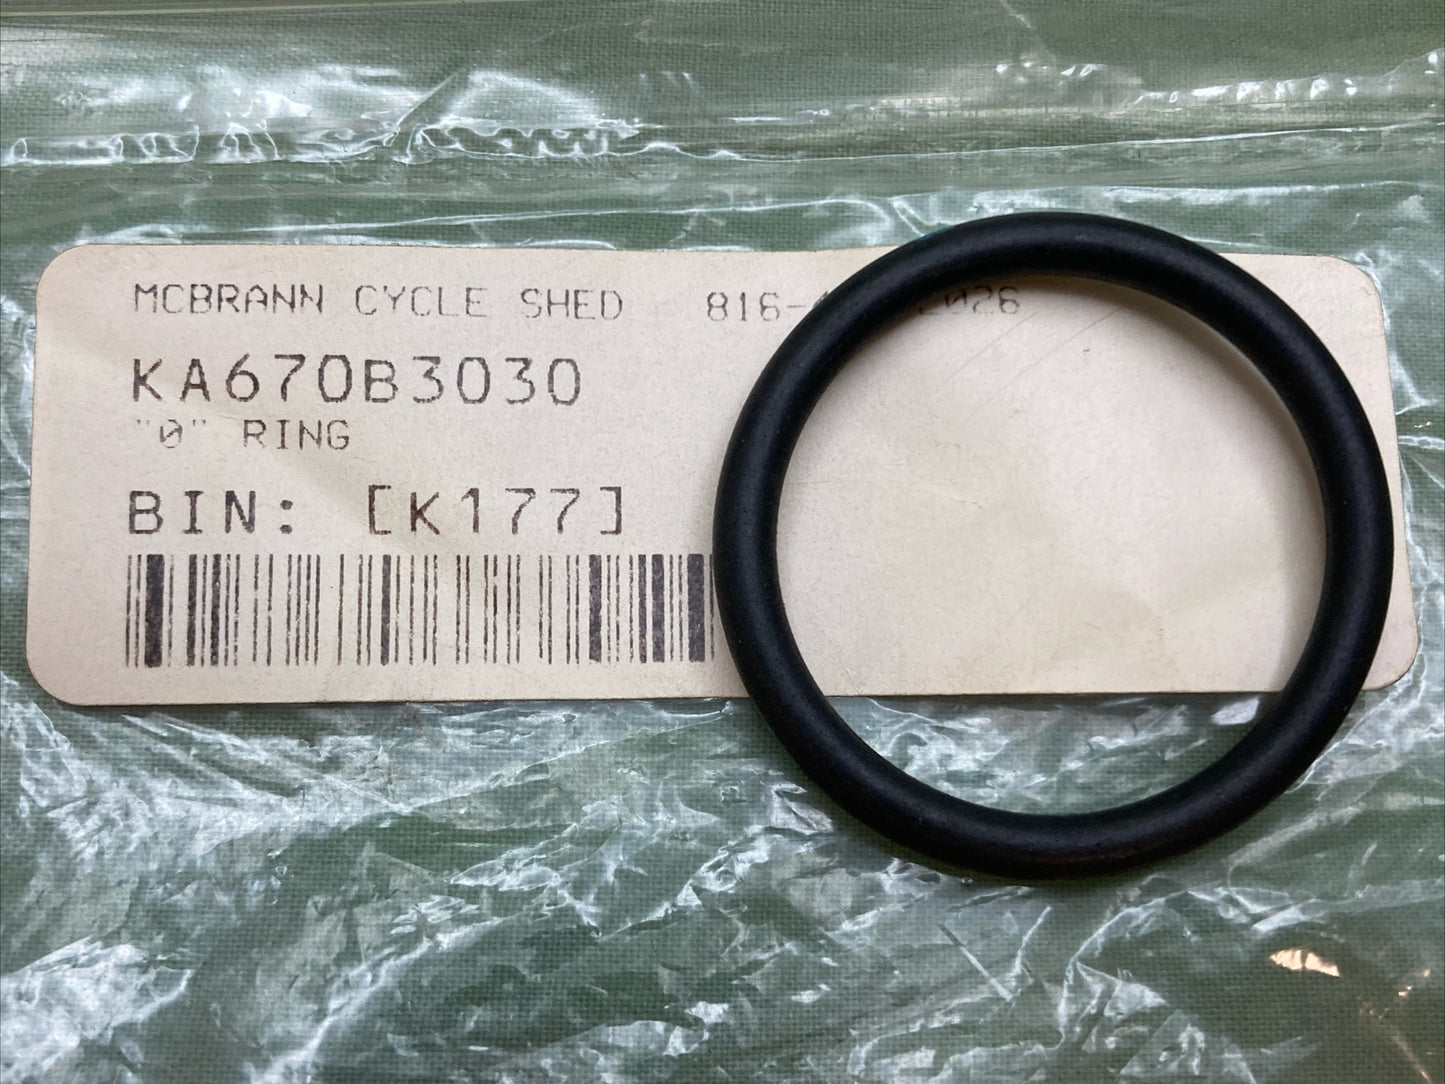 MCBRANN CYCLE SHED
KA670B3030
"0" RING
BIN: [K177]